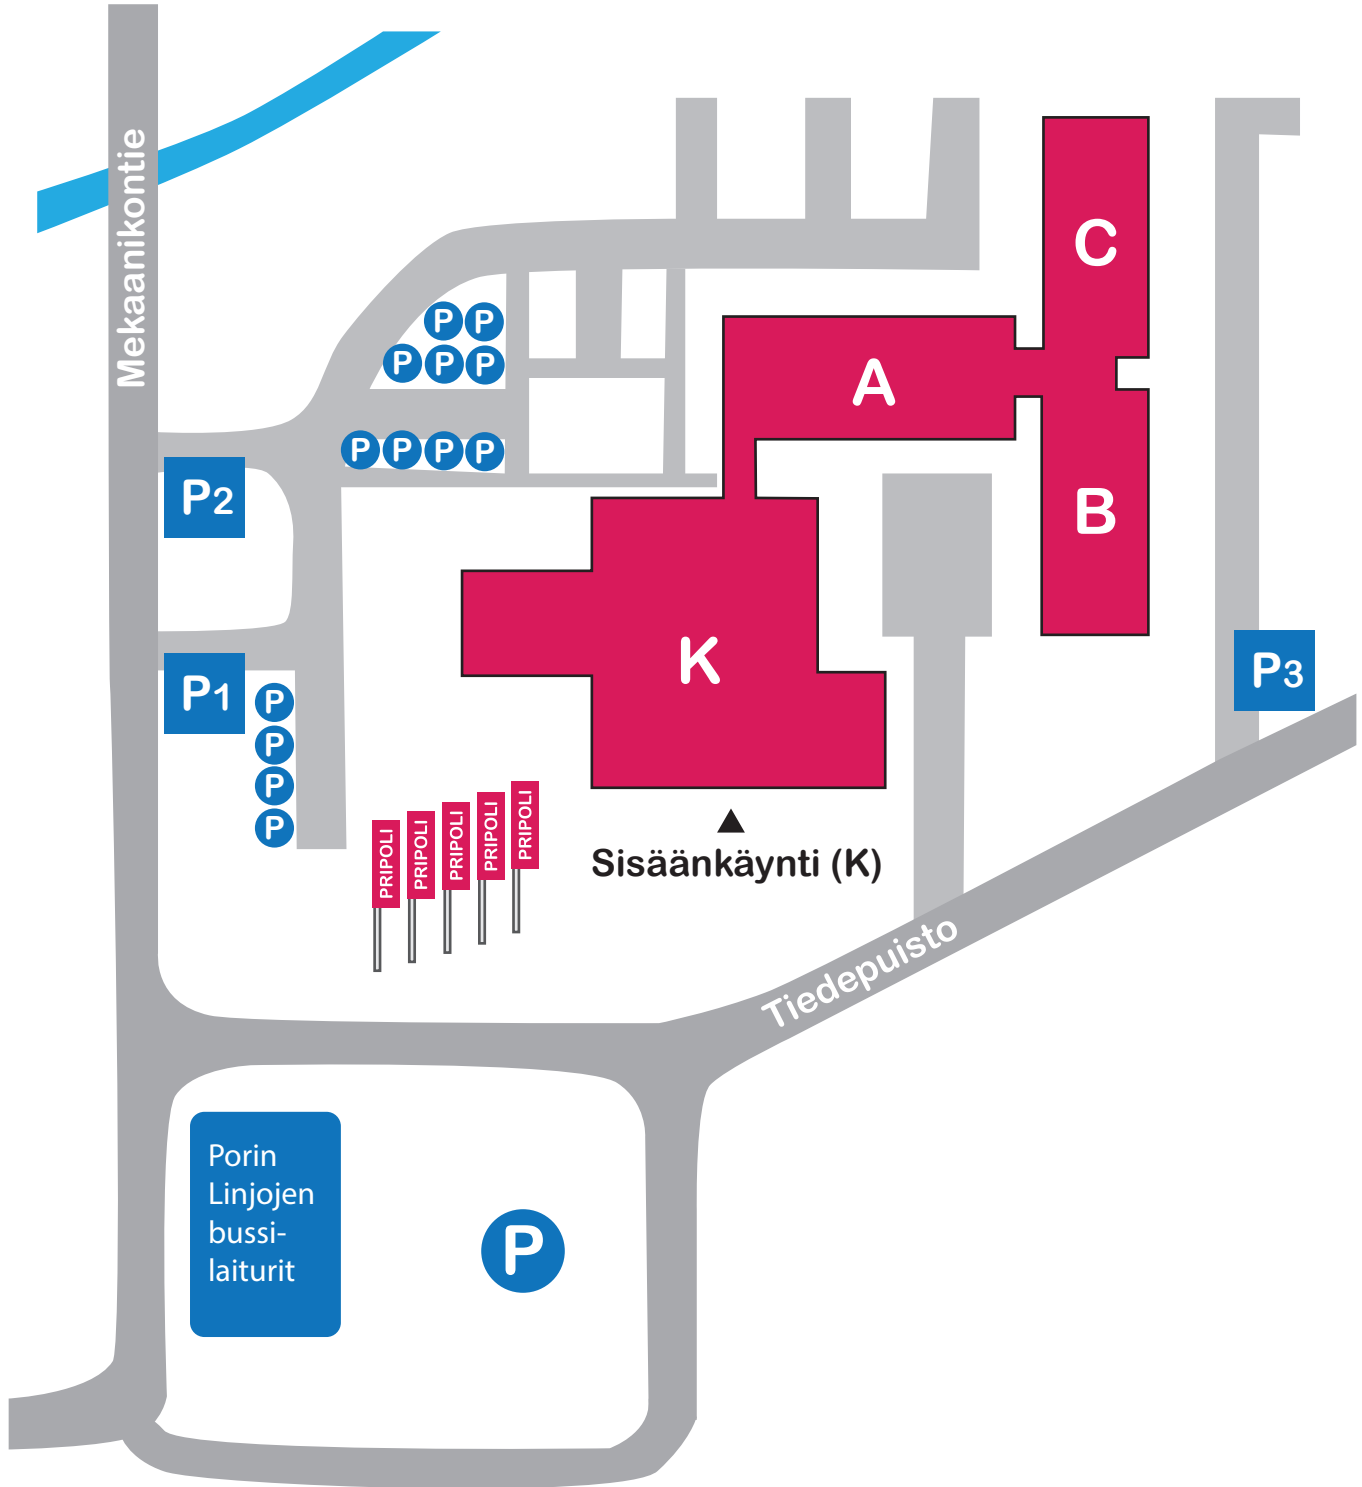 Mekaanikontie
C
P P
P P P
A
P P P P
P2
B
K
P1
P
P
P
P
P3
PRIPOLI
PRIPOLI
PRIPOLI
PRIPOLI
PRIPOLI
Sisäänkäynti (K)
Tiedepuisto
Porin
Linjojen
bussi-
laiturit
P